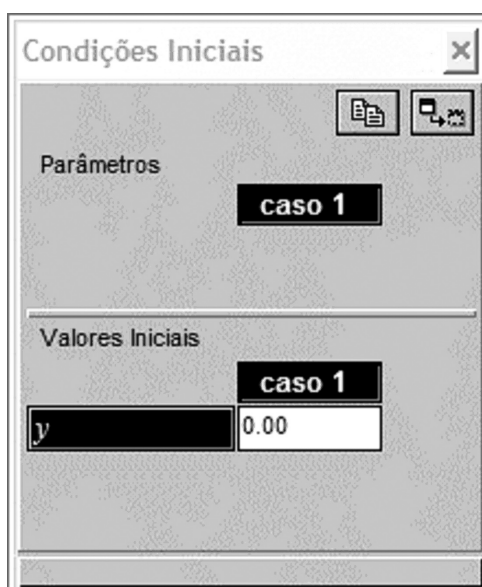 Condições Iniciais
Parâmetros
caso 1
Valores Iniciais
caso 1
y 0.00